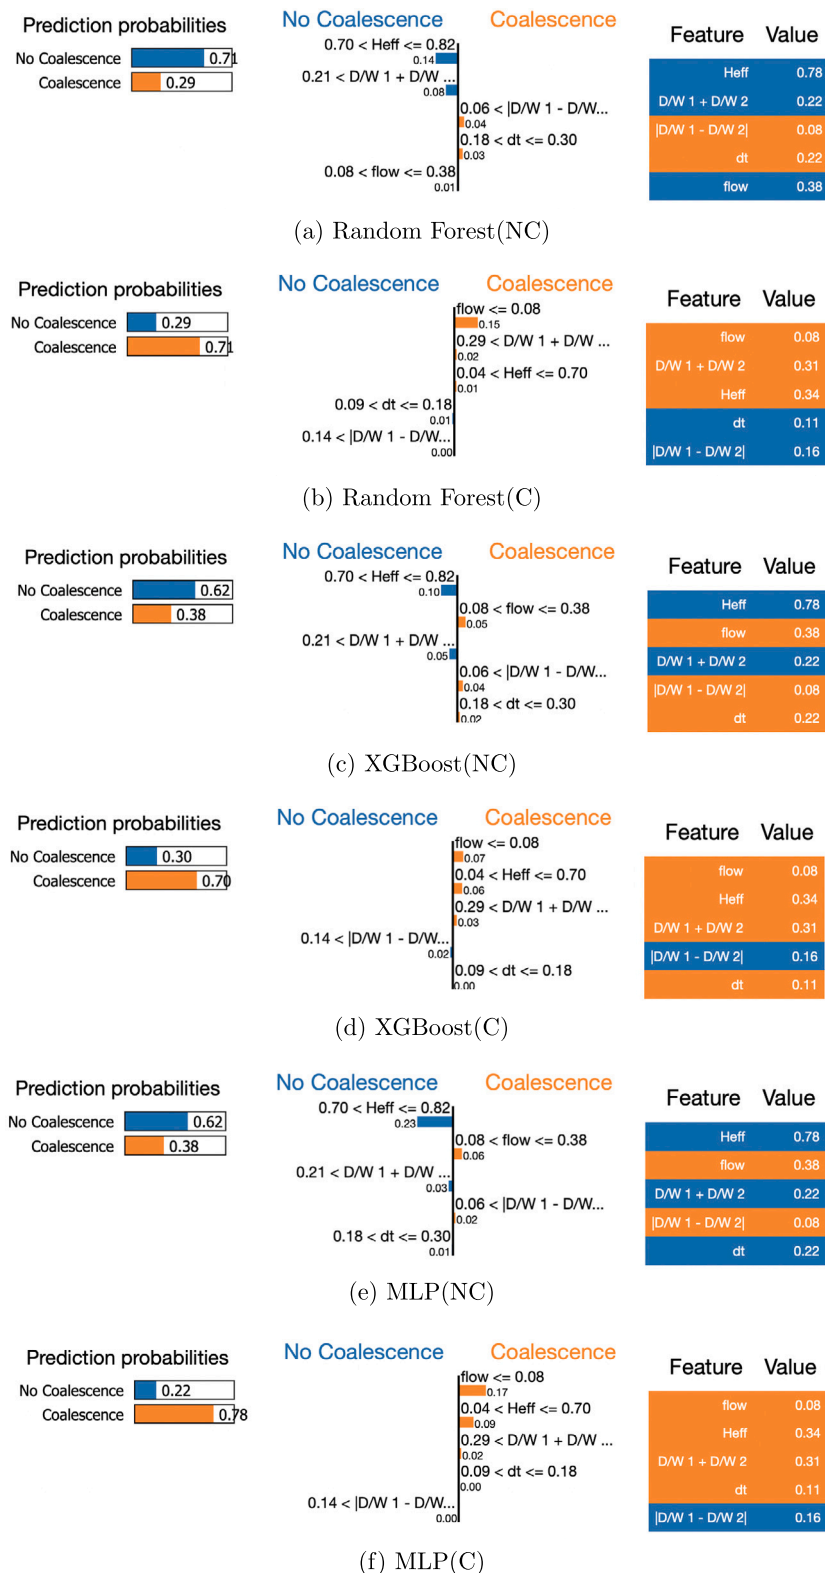 Prediction probabilities
No Coalescence 0.71
Coalescence 0.29
No Coalescence Coalescence
0.70 < Heff <= 0.82
0.14
0.21 < D/W 1 + D/W ...
0.08
0.06 < |D/W 1 - D/W...
0.04
0.18 < dt <= 0.30
0.03
0.08 < flow <= 0.38
0.01
Feature Value
Heff 0.78
D/W 1 + D/W 2 0.22
|D/W 1 - D/W 2| 0.08
dt 0.22
flow 0.38
(a) Random Forest(NC)
Prediction probabilities
No Coalescence 0.29
Coalescence 0.71
No Coalescence Coalescence
flow <= 0.08
0.15
0.29 < D/W 1 + D/W ...
0.02
0.04 < Heff <= 0.70
0.01
0.09 < dt <= 0.18
0.01
0.14 < |D/W 1 - D/W...
0.00
Feature Value
flow 0.08
D/W 1 + D/W 2 0.31
Heff 0.34
dt 0.11
|D/W 1 - D/W 2| 0.16
(b) Random Forest(C)
Prediction probabilities
No Coalescence 0.62
Coalescence 0.38
No Coalescence Coalescence
0.70 < Heff <= 0.82
0.10
0.08 < flow <= 0.38
0.05
0.21 < D/W 1 + D/W ...
0.05
0.06 < |D/W 1 - D/W...
0.04
0.18 < dt <= 0.30
0.02
Feature Value
Heff 0.78
flow 0.38
D/W 1 + D/W 2 0.22
|D/W 1 - D/W 2| 0.08
dt 0.22
(c) XGBoost(NC)
Prediction probabilities
No Coalescence 0.30
Coalescence 0.70
No Coalescence Coalescence
flow <= 0.08
0.07
0.04 < Heff <= 0.70
0.06
0.29 < D/W 1 + D/W ...
0.03
0.14 < |D/W 1 - D/W...
0.02
0.09 < dt <= 0.18
0.00
Feature Value
flow 0.08
Heff 0.34
D/W 1 + D/W 2 0.31
|D/W 1 - D/W 2| 0.16
dt 0.11
(d) XGBoost(C)
Prediction probabilities
No Coalescence 0.62
Coalescence 0.38
No Coalescence Coalescence
0.70 < Heff <= 0.82
0.23
0.08 < flow <= 0.38
0.06
0.21 < D/W 1 + D/W ...
0.03
0.06 < |D/W 1 - D/W...
0.02
0.18 < dt <= 0.30
0.01
Feature Value
Heff 0.78
flow 0.38
D/W 1 + D/W 2 0.22
|D/W 1 - D/W 2| 0.08
dt 0.22
(e) MLP(NC)
Prediction probabilities
No Coalescence 0.22
Coalescence 0.78
No Coalescence Coalescence
flow <= 0.08
0.17
0.04 < Heff <= 0.70
0.09
0.29 < D/W 1 + D/W ...
0.02
0.09 < dt <= 0.18
0.00
0.14 < |D/W 1 - D/W...
0.00
Feature Value
flow 0.08
Heff 0.34
D/W 1 + D/W 2 0.31
dt 0.11
|D/W 1 - D/W 2| 0.16
(f) MLP(C)